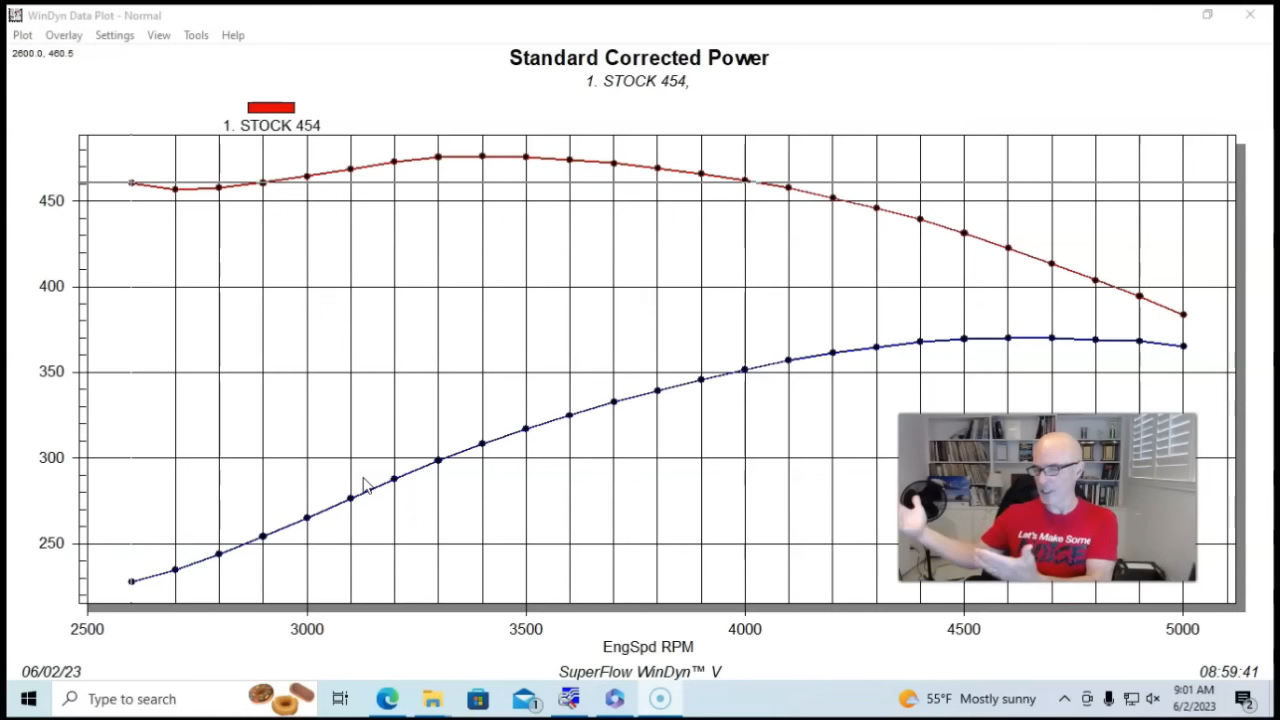 WinDyn Data Plot - Normal
Plot Overlay Settings View Tools Help
2600.0, 460.5
Standard Corrected Power
1. STOCK 454,
1. STOCK 454
450
400
350
300
250
2500 3000 3500 4000 4500 5000
EngSpd RPM
Let's Make Some
06/02/23 SuperFlow WinDyn™ V 08:59:41
Type to search
1
55°F Mostly sunny
9:01 AM
6/2/2023
2